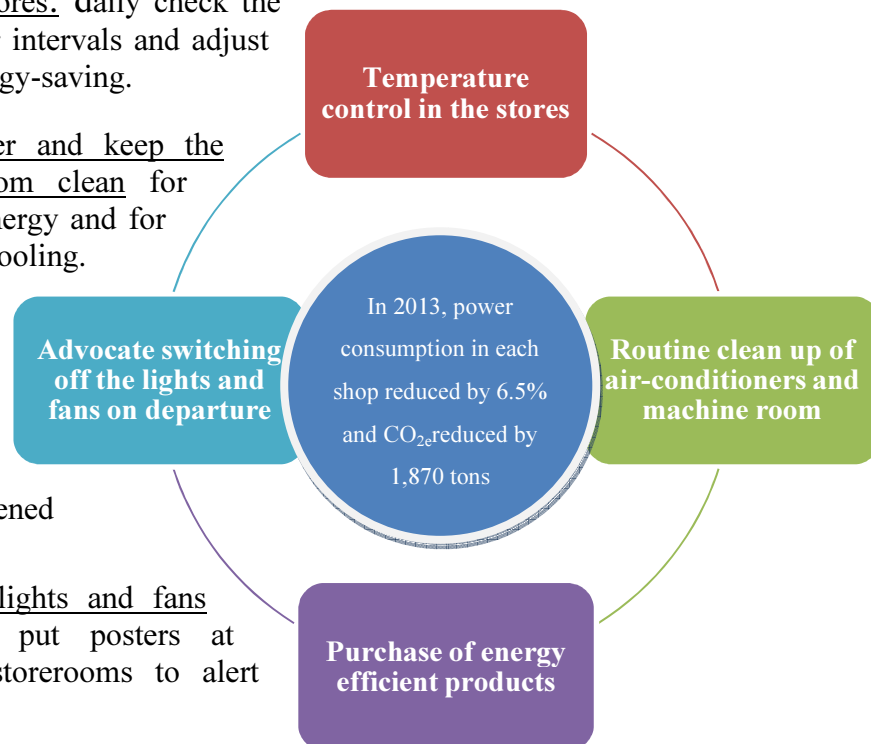 ores: daily check the
intervals and adjust
gy-saving.
er and keep the
om clean for
nergy and for
ooling.
ened
lights and fans
put posters at
storerooms to alert
Temperature
control in the stores
Routine clean up of
air-conditioners and
machine room
Purchase of energy
efficient products
Advocate switching
off the lights and
fans on departure
In 2013, power
consumption in each
shop reduced by 6.5%
and CO₂ₑreduced by
1,870 tons